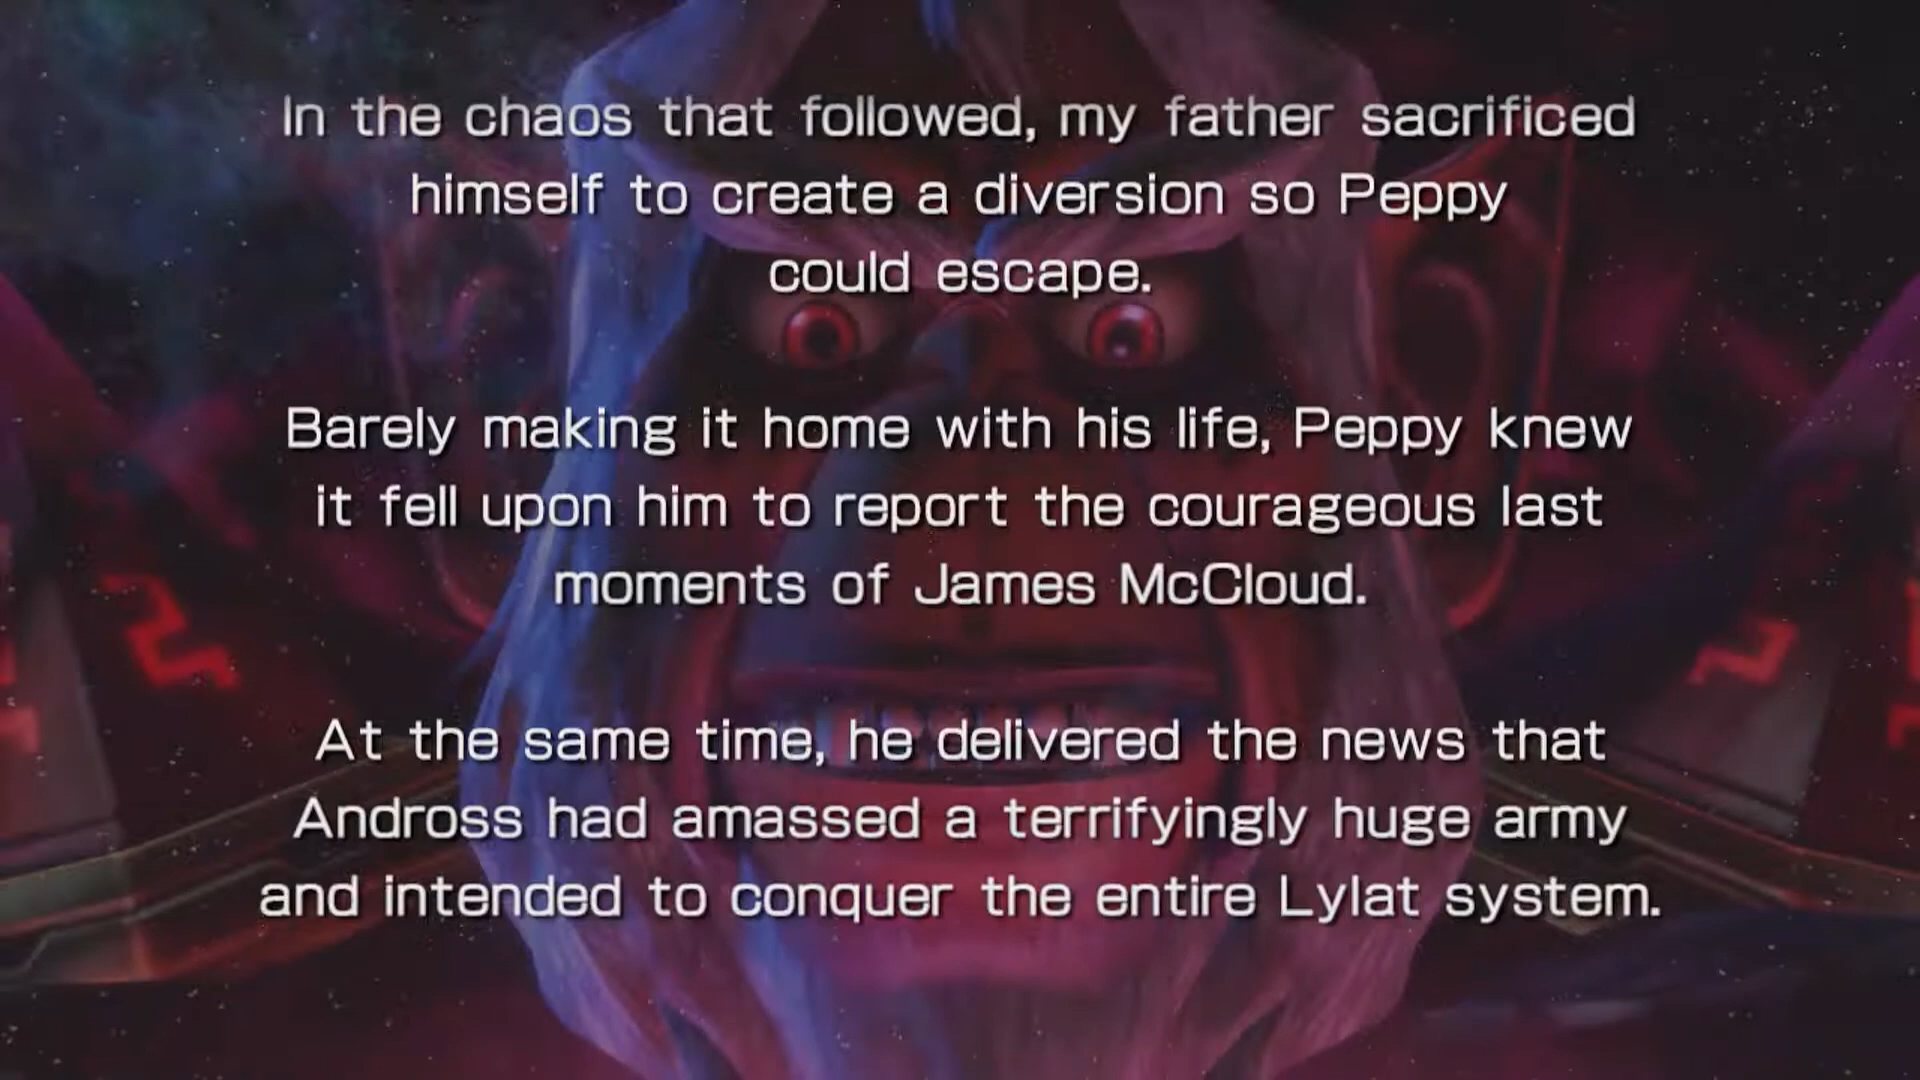 In the chaos that followed, my father sacrificed
himself to create a diversion so Peppy
could escape.
Barely making it home with his life, Peppy knew
it fell upon him to report the courageous last
moments of James McCloud.
At the same time, he delivered the news that
Andross had amassed a terrifyingly huge army
and intended to conquer the entire Lylat system.